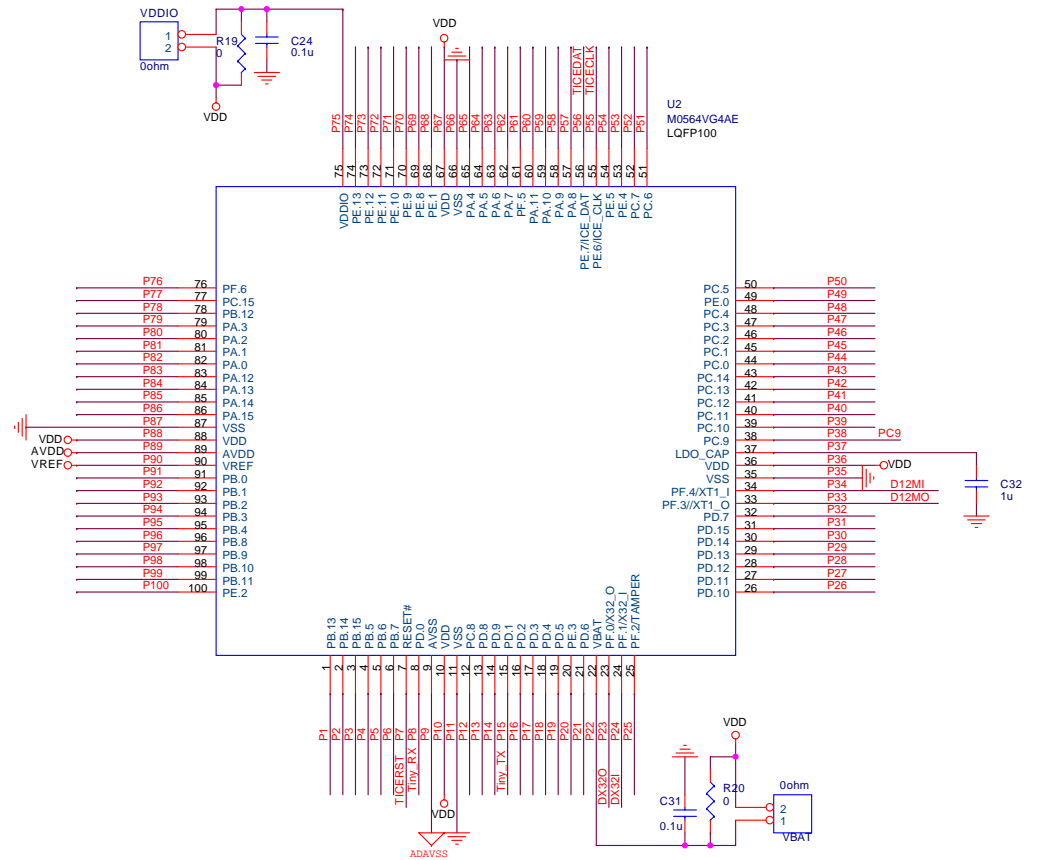 VDDIO
1
2
0ohm
R19
0
C24
0.1u
VDD
VDD
U2
M0564VG4AE
LQFP100
TICEDAT
TICECLK
P75
P74
P73
P72
P71
P70
P69
P68
P67
P66
P65
P64
P63
P62
P61
P60
P59
P58
P57
P56
P55
P54
P53
P52
P51
75
74
73
72
71
70
69
68
67
66
65
64
63
62
61
60
59
58
57
56
55
54
53
52
51
VDDIO
PE.13
PE.12
PE.11
PE.10
PE.9
PE.8
PE.1
VDD
VSS
PA.4
PA.5
PA.6
PA.7
PF.5
PA.11
PA.10
PA.9
PA.8
PE.7/ICE_DAT
PE.6/ICE_CLK
PE.5
PE.4
PC.7
PC.6
P76 76 PF.6
P77 77 PC.15
P78 78 PB.12
P79 79 PA.3
P80 80 PA.2
P81 81 PA.1
P82 82 PA.0
P83 83 PA.12
P84 84 PA.13
P85 85 PA.14
P86 86 PA.15
P87 87 VSS
VDD P88 88 VDD
AVDD P89 89 AVDD
VREF P90 90 VREF
P91 91 PB.0
P92 92 PB.1
P93 93 PB.2
P94 94 PB.3
P95 95 PB.4
P96 96 PB.8
P97 97 PB.9
P98 98 PB.10
P99 99 PB.11
P100 100 PE.2
PC.5 50 P50
PE.0 49 P49
PC.4 48 P48
PC.3 47 P47
PC.2 46 P46
PC.1 45 P45
PC.0 44 P44
PC.14 43 P43
PC.13 42 P42
PC.12 41 P41
PC.11 40 P40
PC.10 39 P39
PC.9 38 P38 PC9
LDO_CAP 37 P37
VDD 36 P36 VDD
VSS 35 P35
PF.4/XT1_I 34 P34 D12MI
PF.3//XT1_O 33 P33 D12MO
PD.7 32 P32
PD.15 31 P31
PD.14 30 P30
PD.13 29 P29
PD.12 28 P28
PD.11 27 P27
PD.10 26 P26
C32
1u
PB.13
PB.14
PB.15
PB.5
PB.6
PB.7
RESET#
PD.0
AVSS
VDD
VSS
PC.8
PD.8
PD.9
PD.1
PD.2
PD.3
PD.4
PD.5
PE.3
PD.6
VBAT
PF.0/X32_O
PF.1/X32_I
PF.2/TAMPER
1
2
3
4
5
6
7
8
9
10
11
12
13
14
15
16
17
18
19
20
21
22
23
24
25
P1
P2
P3
P4
P5
P6
P7
P8
P9
P10
P11
P12
P13
P14
P15
P16
P17
P18
P19
P20
P21
P22
P23
P24
P25
TICERST
Tiny_RX
Tiny_TX
DX32O
DX32I
VDD
ADAVSS
VDD
C31
0.1u
R20
0
0ohm
2
1
VBAT